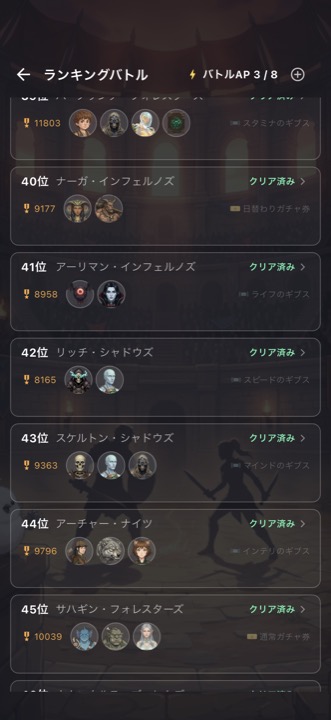 ランキングバトル
バトルAP 3 / 8
クリア済み
11803
スタミナのギプス
40位 ナーガ・インフェルノズ クリア済み
9177
日替わりガチャ券
41位 アーリマン・インフェルノズ クリア済み
8958
ライフのギプス
42位 リッチ・シャドウズ クリア済み
8165
スピードのギプス
43位 スケルトン・シャドウズ クリア済み
9363
マインドのギプス
44位 アーチャー・ナイツ クリア済み
9796
インテリのギプス
45位 サハギン・フォレスターズ クリア済み
10039
通常ガチャ券